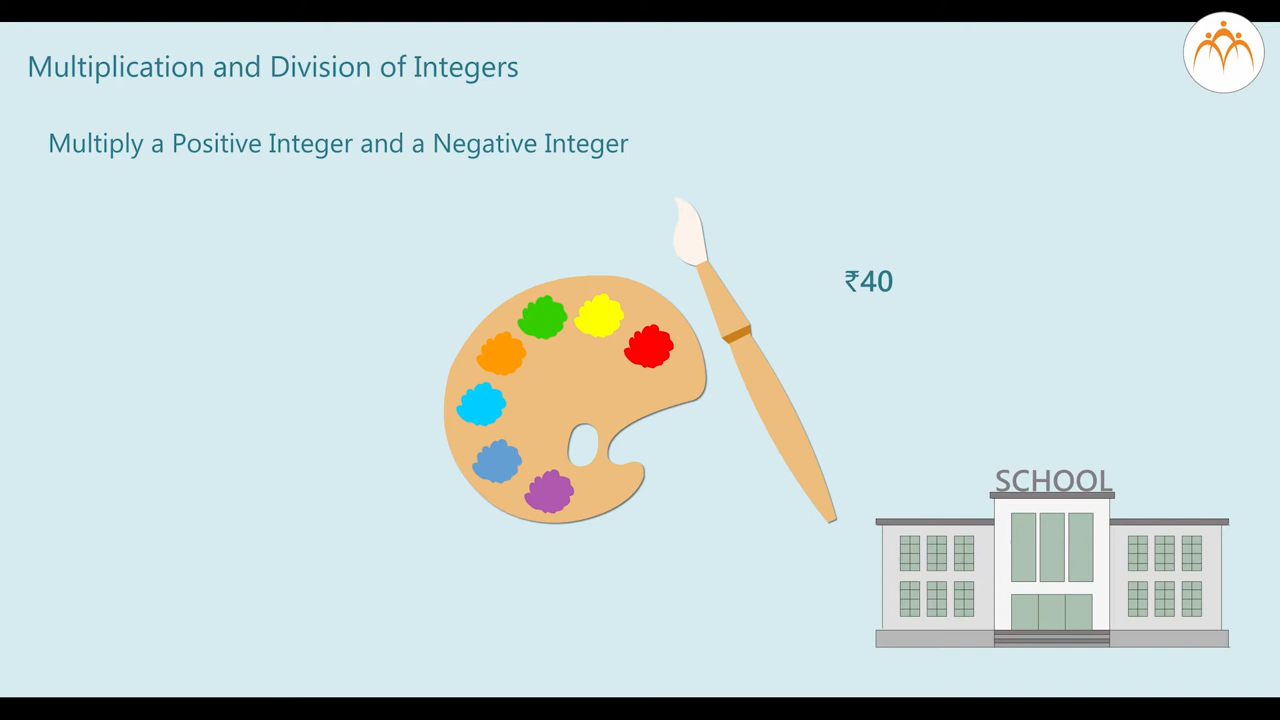 Multiplication and Division of Integers
Multiply a Positive Integer and a Negative Integer
₹40
SCHOOL